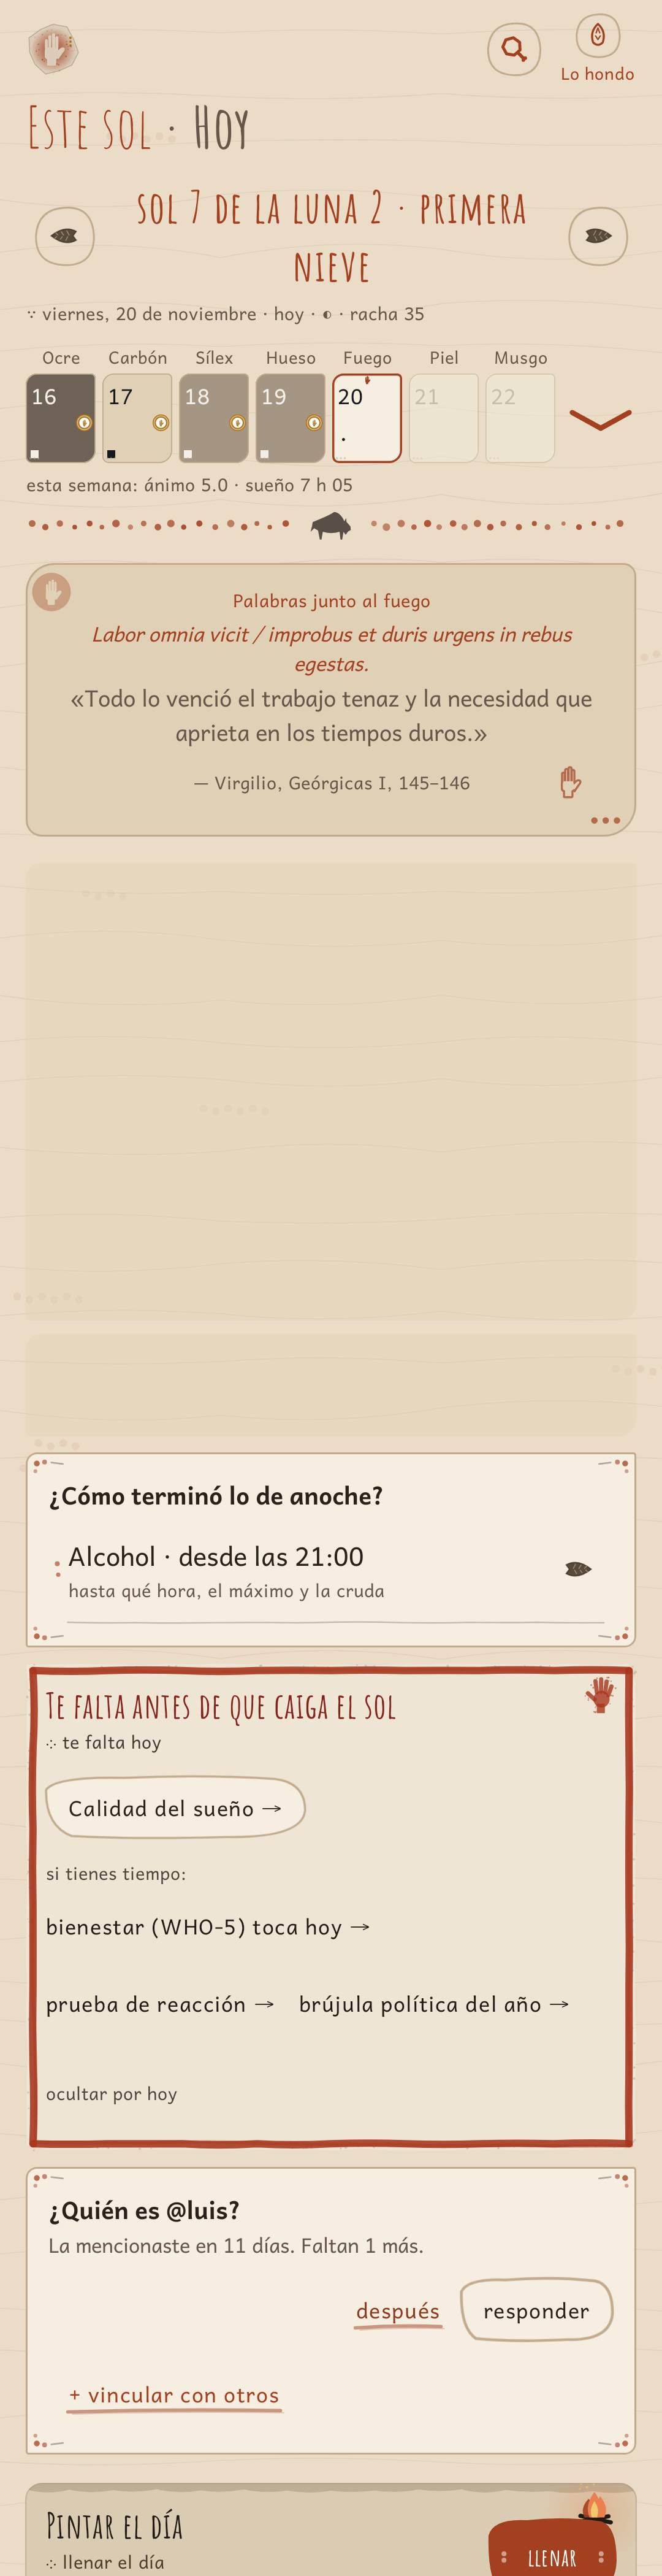 Lo hondo
Este sol · Hoy
sol 7 de la luna 2 · primera
nieve
viernes, 20 de noviembre · hoy · ◐ · racha 35
Ocre Carbón Sílex Hueso Fuego Piel Musgo
16 17 18 19 20 21 22
esta semana: ánimo 5.0 · sueño 7 h 05
Palabras junto al fuego
Labor omnia vicit / improbus et duris urgens in rebus
egestas.
«Todo lo venció el trabajo tenaz y la necesidad que
aprieta en los tiempos duros.»
— Virgilio, Geórgicas I, 145–146
¿Cómo terminó lo de anoche?
Alcohol · desde las 21:00
hasta qué hora, el máximo y la cruda
Te falta antes de que caiga el sol
te falta hoy
Calidad del sueño →
si tienes tiempo:
bienestar (WHO-5) toca hoy →
prueba de reacción → brújula política del año →
ocultar por hoy
¿Quién es @luis?
La mencionaste en 11 días. Faltan 1 más.
después responder
+ vincular con otros
Pintar el día
llenar el día
llenar